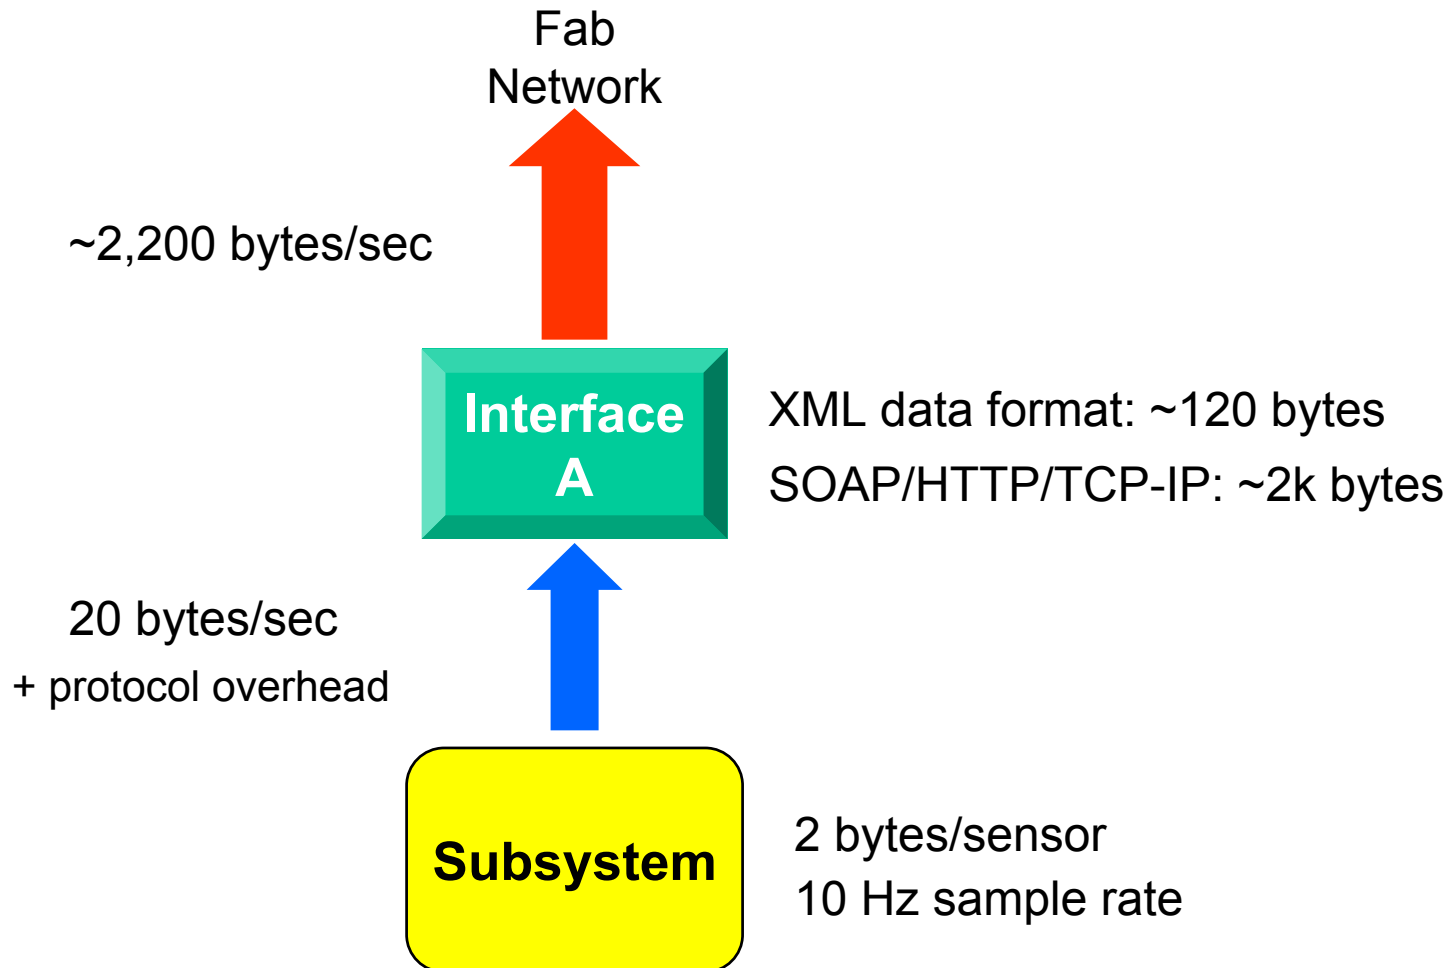 Fab
Network
~2,200 bytes/sec
Interface
A
XML data format: ~120 bytes
SOAP/HTTP/TCP-IP: ~2k bytes
20 bytes/sec
+ protocol overhead
Subsystem
2 bytes/sensor
10 Hz sample rate